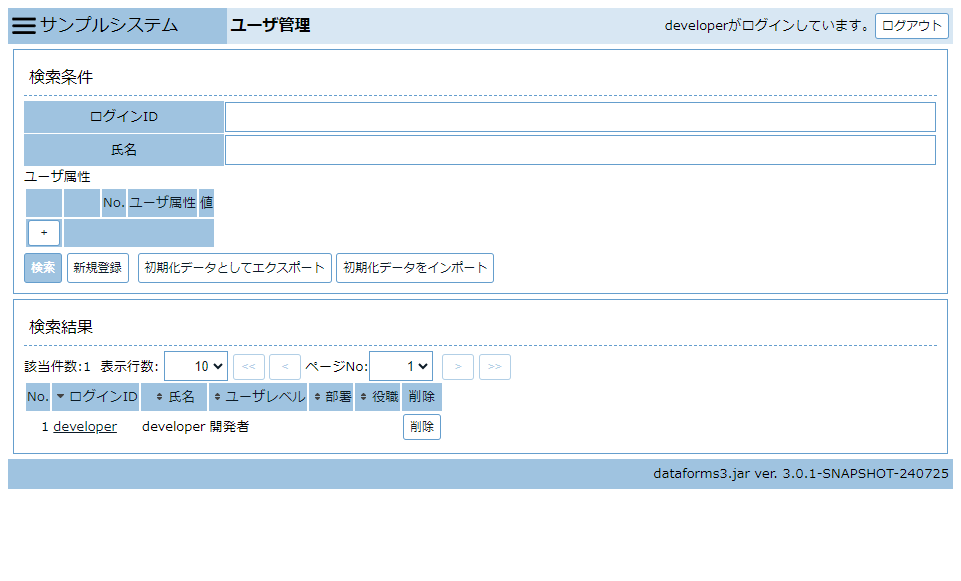 サンプルシステム ユーザ管理 developerがログインしています。 ログアウト
検索条件
ログインID
氏名
ユーザ属性
No. ユーザ属性 値
+
検索 新規登録 初期化データとしてエクスポート 初期化データをインポート
検索結果
該当件数:1 表示行数: 10 << < ページNo: 1 > >>
No. ログインID 氏名 ユーザレベル 部署 役職 削除
1 developer developer 開発者 削除
dataforms3.jar ver. 3.0.1-SNAPSHOT-240725